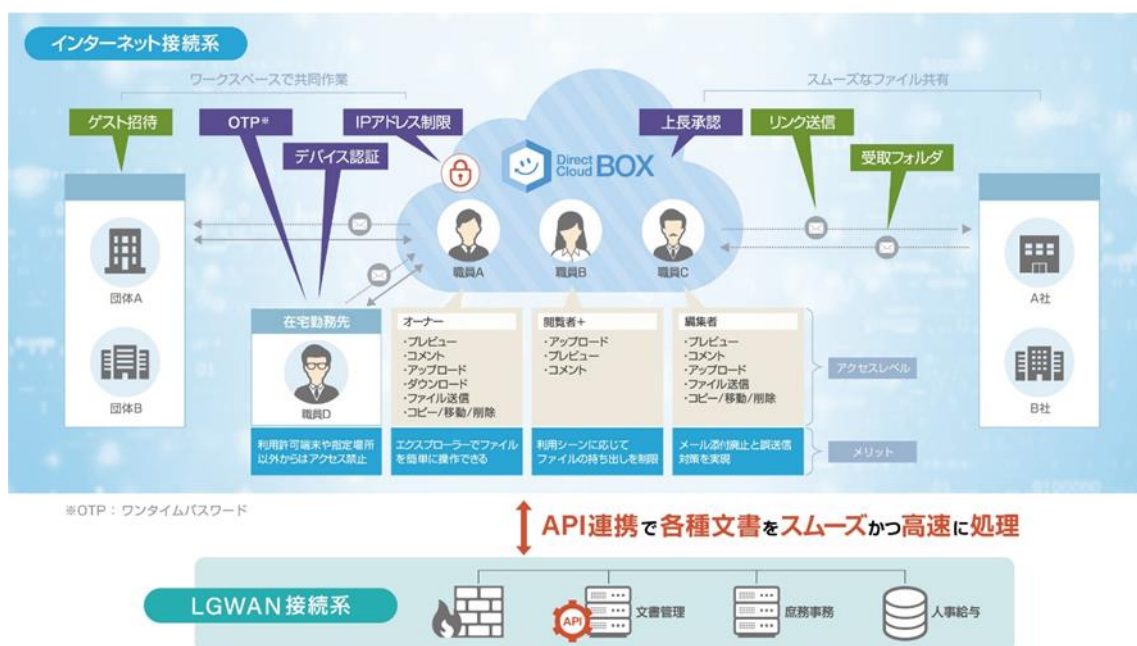 インターネット接続系
ワークスペースで共同作業
スムーズなファイル共有
ゲスト招待
OTP※
IPアドレス制限
デバイス認証
上長承認
リンク送信
受取フォルダ
Direct
Cloud BOX
職員A
職員B
職員C
団体A
団体B
A社
B社
在宅勤務先
職員D
利用許可端末や指定場所
以外からはアクセス禁止
オーナー
・プレビュー
・コメント
・アップロード
・ダウンロード
・ファイル送信
・コピー/移動/削除
エクスプローラーでファイル
を簡単に操作できる
閲覧者+
・アップロード
・プレビュー
・コメント
利用シーンに応じて
ファイルの持ち出しを制限
編集者
・プレビュー
・コメント
・アップロード
・ファイル送信
・コピー/移動/削除
メール添付廃止と誤送信
対策を実現
アクセスレベル
メリット
※OTP：ワンタイムパスワード
API連携で各種文書をスムーズかつ高速に処理
LGWAN接続系
API
文書管理
庶務事務
人事給与